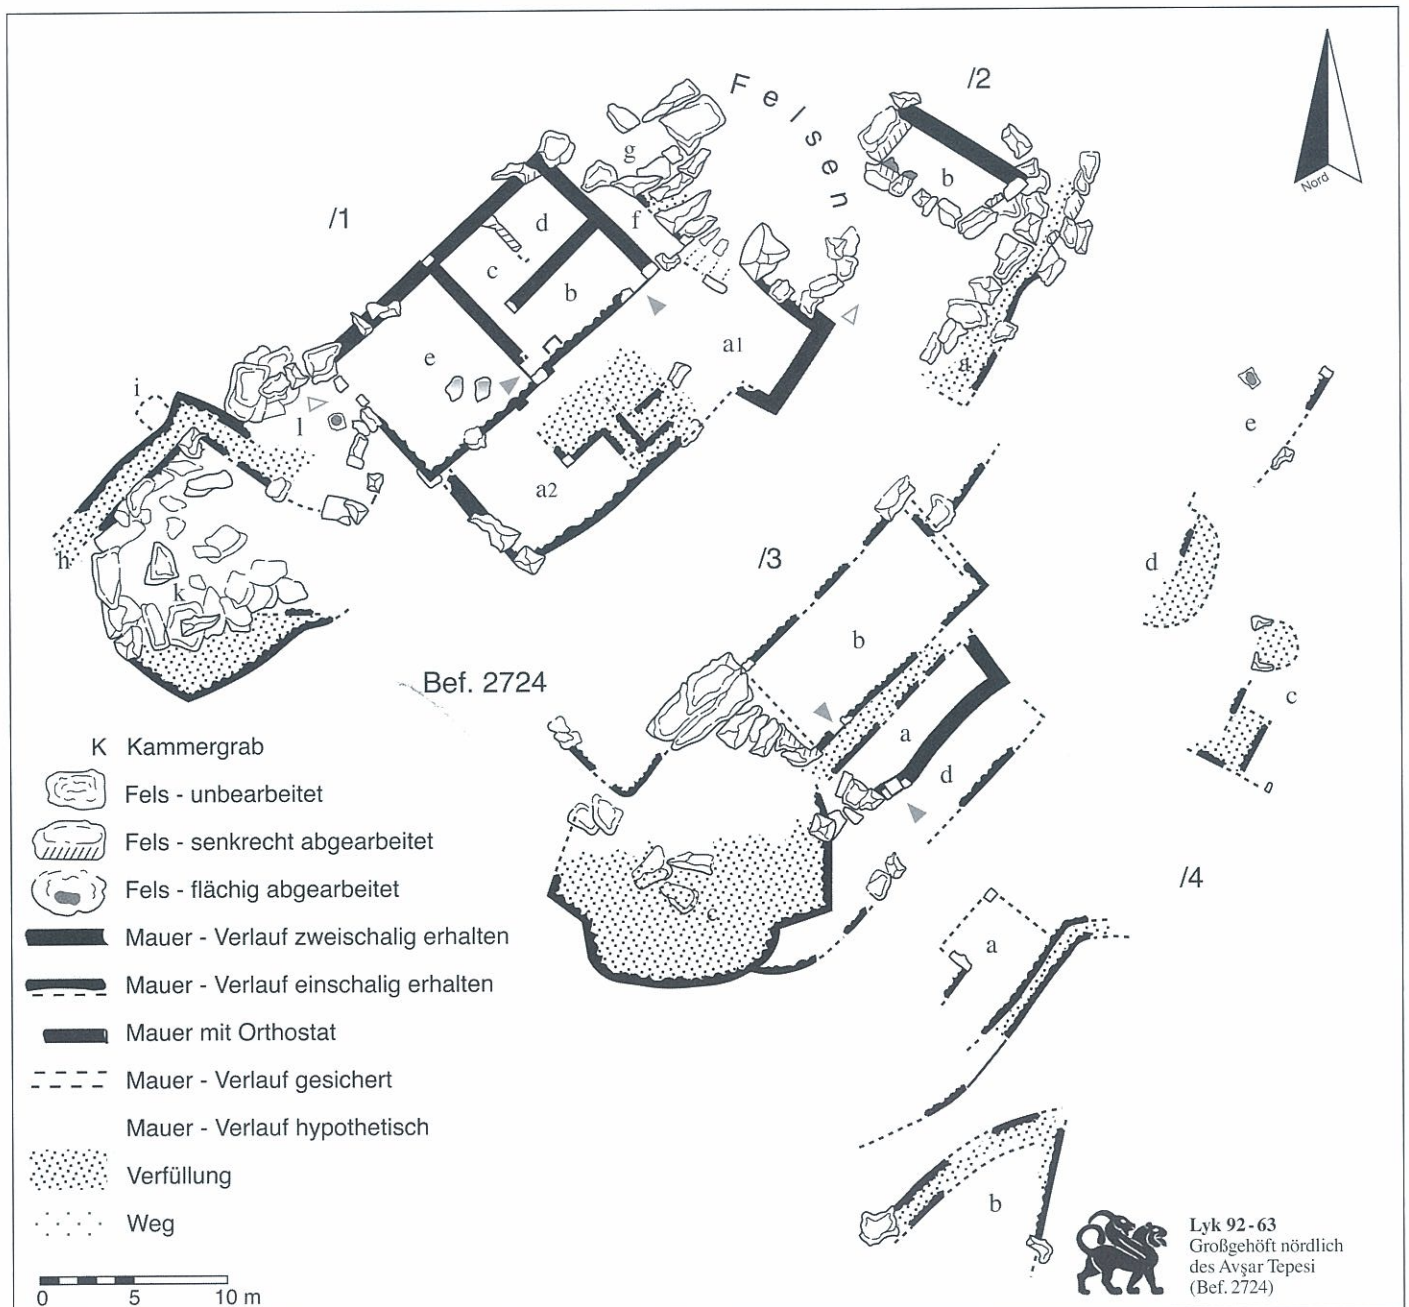 Felsen
/2
Nord
/1
g
b
f
d
c
b
a1
a
e
i
l
a2
e
h
/3
d
k
b
c
Bef. 2724
a
d
K Kammergrab
Fels - unbearbeitet
Fels - senkrecht abgearbeitet
Fels - flächig abgearbeitet
Mauer - Verlauf zweischalig erhalten
Mauer - Verlauf einschalig erhalten
Mauer mit Orthostat
Mauer - Verlauf gesichert
Mauer - Verlauf hypothetisch
Verfüllung
Weg
0 5 10 m
c
/4
a
b
Lyk 92-63
Großgehöft nördlich
des Avşar Tepesi
(Bef. 2724)